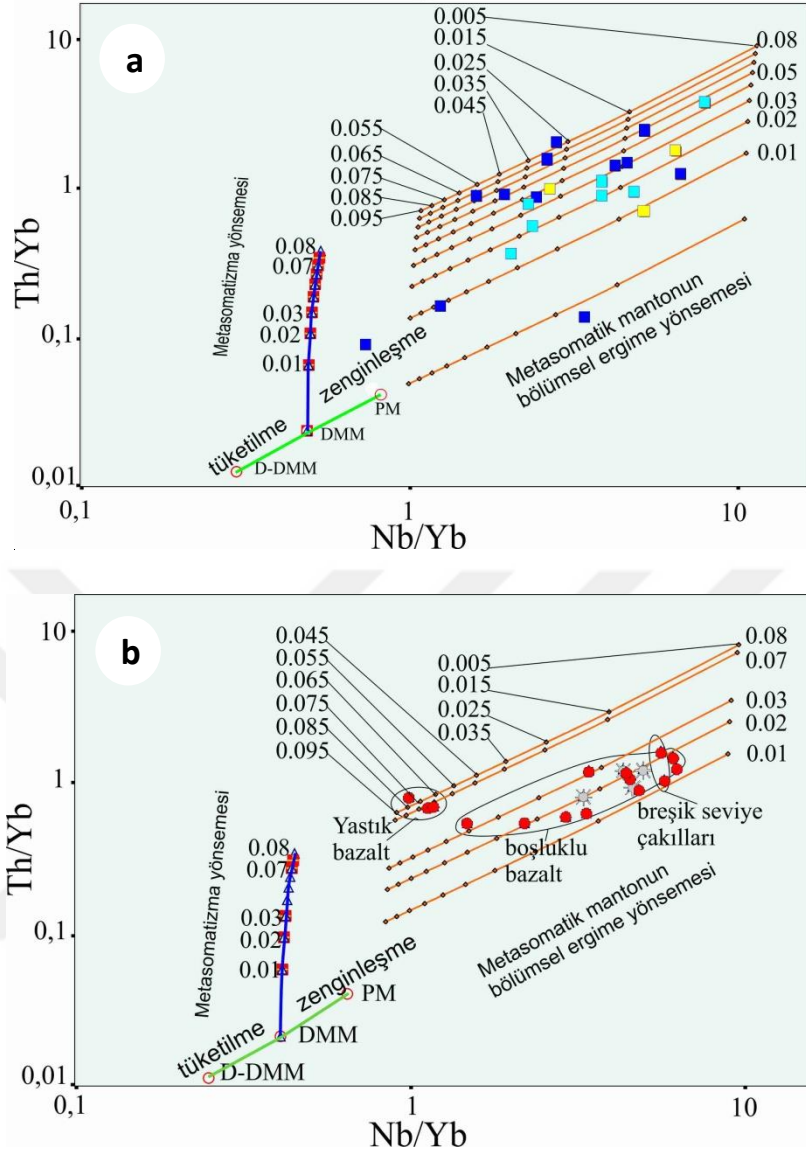 a
10
1
0,1
0,01
Th/Yb
0,1
1
10
Nb/Yb
0.005
0.015
0.025
0.035
0.045
0.055
0.065
0.075
0.085
0.095
0.08
0.05
0.03
0.02
0.01
Metasomatizma yönsemesi
0.08
0.07
0.03
0.02
0.01
zenginleşme
tüketilme
PM
DMM
D-DMM
Metasomatik mantonun
bölümsel ergime yönsemesi
b
10
1
0,1
0,01
Th/Yb
0,1
1
10
Nb/Yb
0.045
0.055
0.065
0.075
0.085
0.095
0.005
0.015
0.025
0.035
0.08
0.07
0.03
0.02
0.01
Yastık
bazalt
boşluklu
bazalt
breşik seviye
çakılları
Metasomatizma yönsemesi
0.08
0.07
0.03
0.02
0.01
zenginleşme
tüketilme
PM
DMM
D-DMM
Metasomatik mantonun
bölümsel ergime yönsemesi